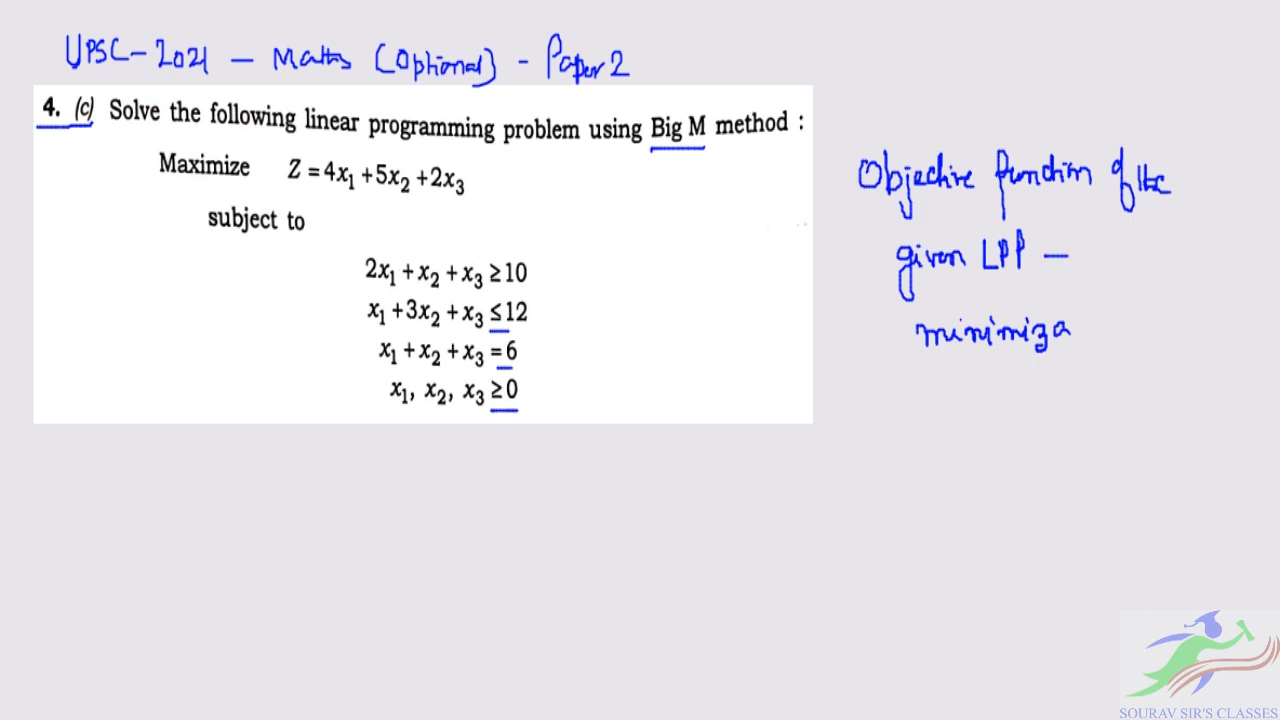 UPSC - 2021 - Maths (Optional) - Paper 2
4. (c) Solve the following linear programming problem using Big M method :
Maximize Z = 4x₁ + 5x₂ + 2x₃
subject to
2x₁ + x₂ + x₃ ≥ 10
x₁ + 3x₂ + x₃ ≤ 12
x₁ + x₂ + x₃ = 6
x₁, x₂, x₃ ≥ 0
Objective function of the
given LPP -
minimiza
SOURAV SIR'S CLASSES